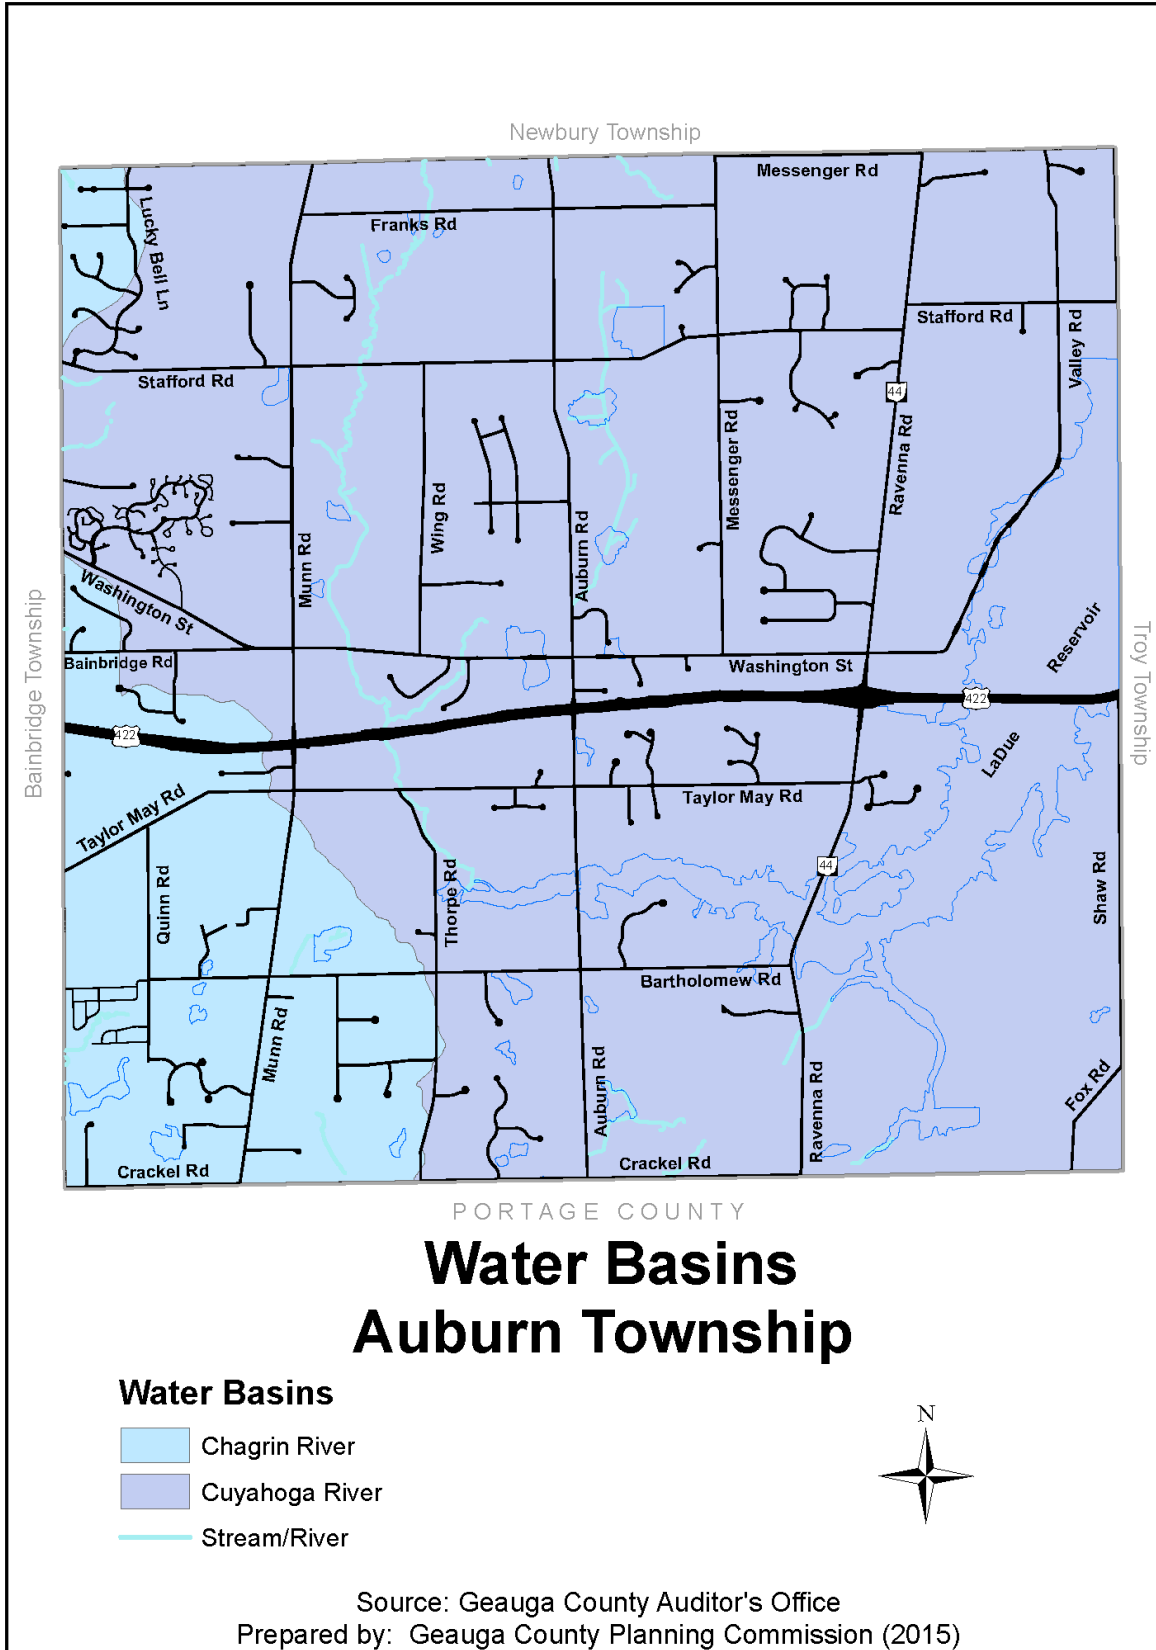 Newbury Township
Messenger Rd
Franks Rd
Lucky Bell Ln
Stafford Rd
Valley Rd
Stafford Rd
44
Messenger Rd
Ravenna Rd
Wing Rd
Auburn Rd
Munn Rd
Washington St
Bainbridge Township
Reservoir
Troy Township
Bainbridge Rd
Washington St
422
422
LaDue
Taylor May Rd
Taylor May Rd
44
Quinn Rd
Thorpe Rd
Shaw Rd
Bartholomew Rd
Munn Rd
Auburn Rd
Ravenna Rd
Fox Rd
Crackel Rd
Crackel Rd
PORTAGE COUNTY
Water Basins
Auburn Township
Water Basins
Chagrin River
Cuyahoga River
Stream/River
N
Source: Geauga County Auditor's Office
Prepared by: Geauga County Planning Commission (2015)